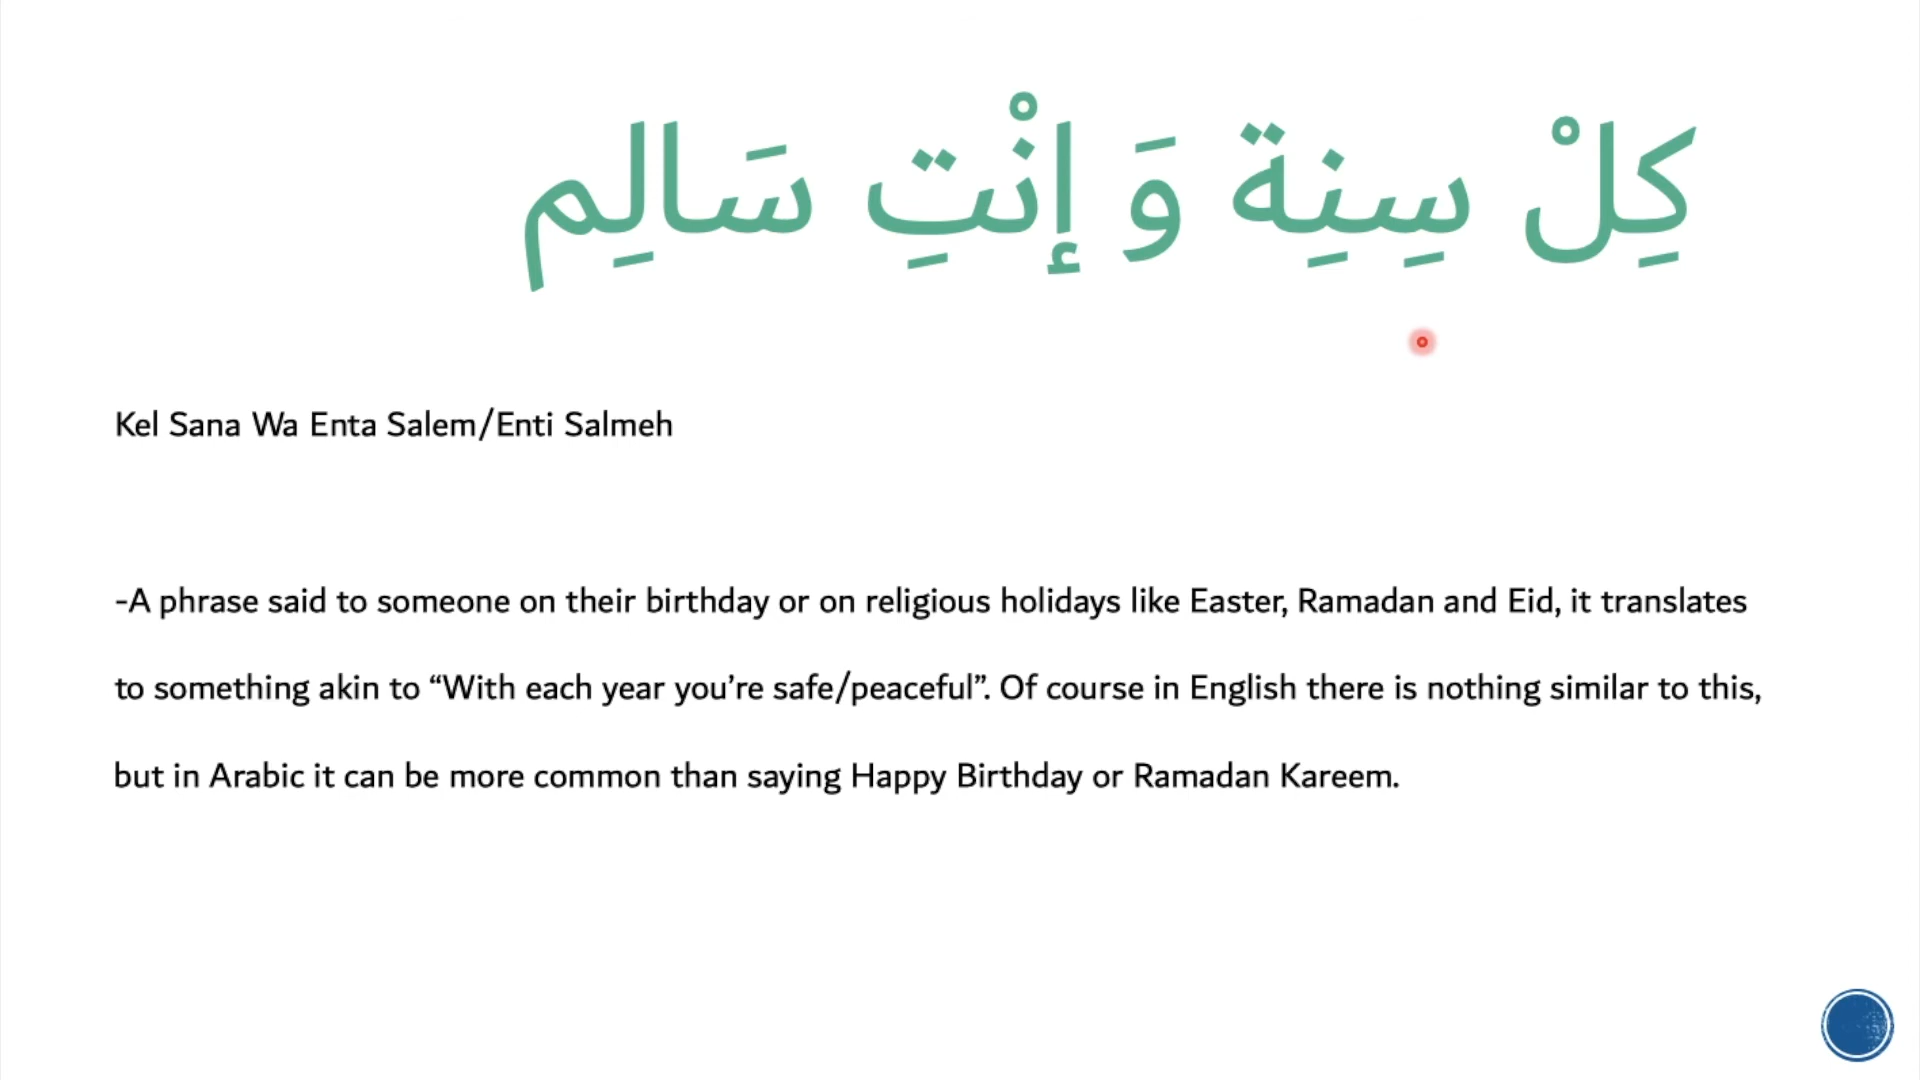 كِلْ سِنِة وَ إنْتِ سَالِم
Kel Sana Wa Enta Salem/Enti Salmeh
-A phrase said to someone on their birthday or on religious holidays like Easter, Ramadan and Eid, it translates
to something akin to “With each year you’re safe/peaceful”. Of course in English there is nothing similar to this,
but in Arabic it can be more common than saying Happy Birthday or Ramadan Kareem.